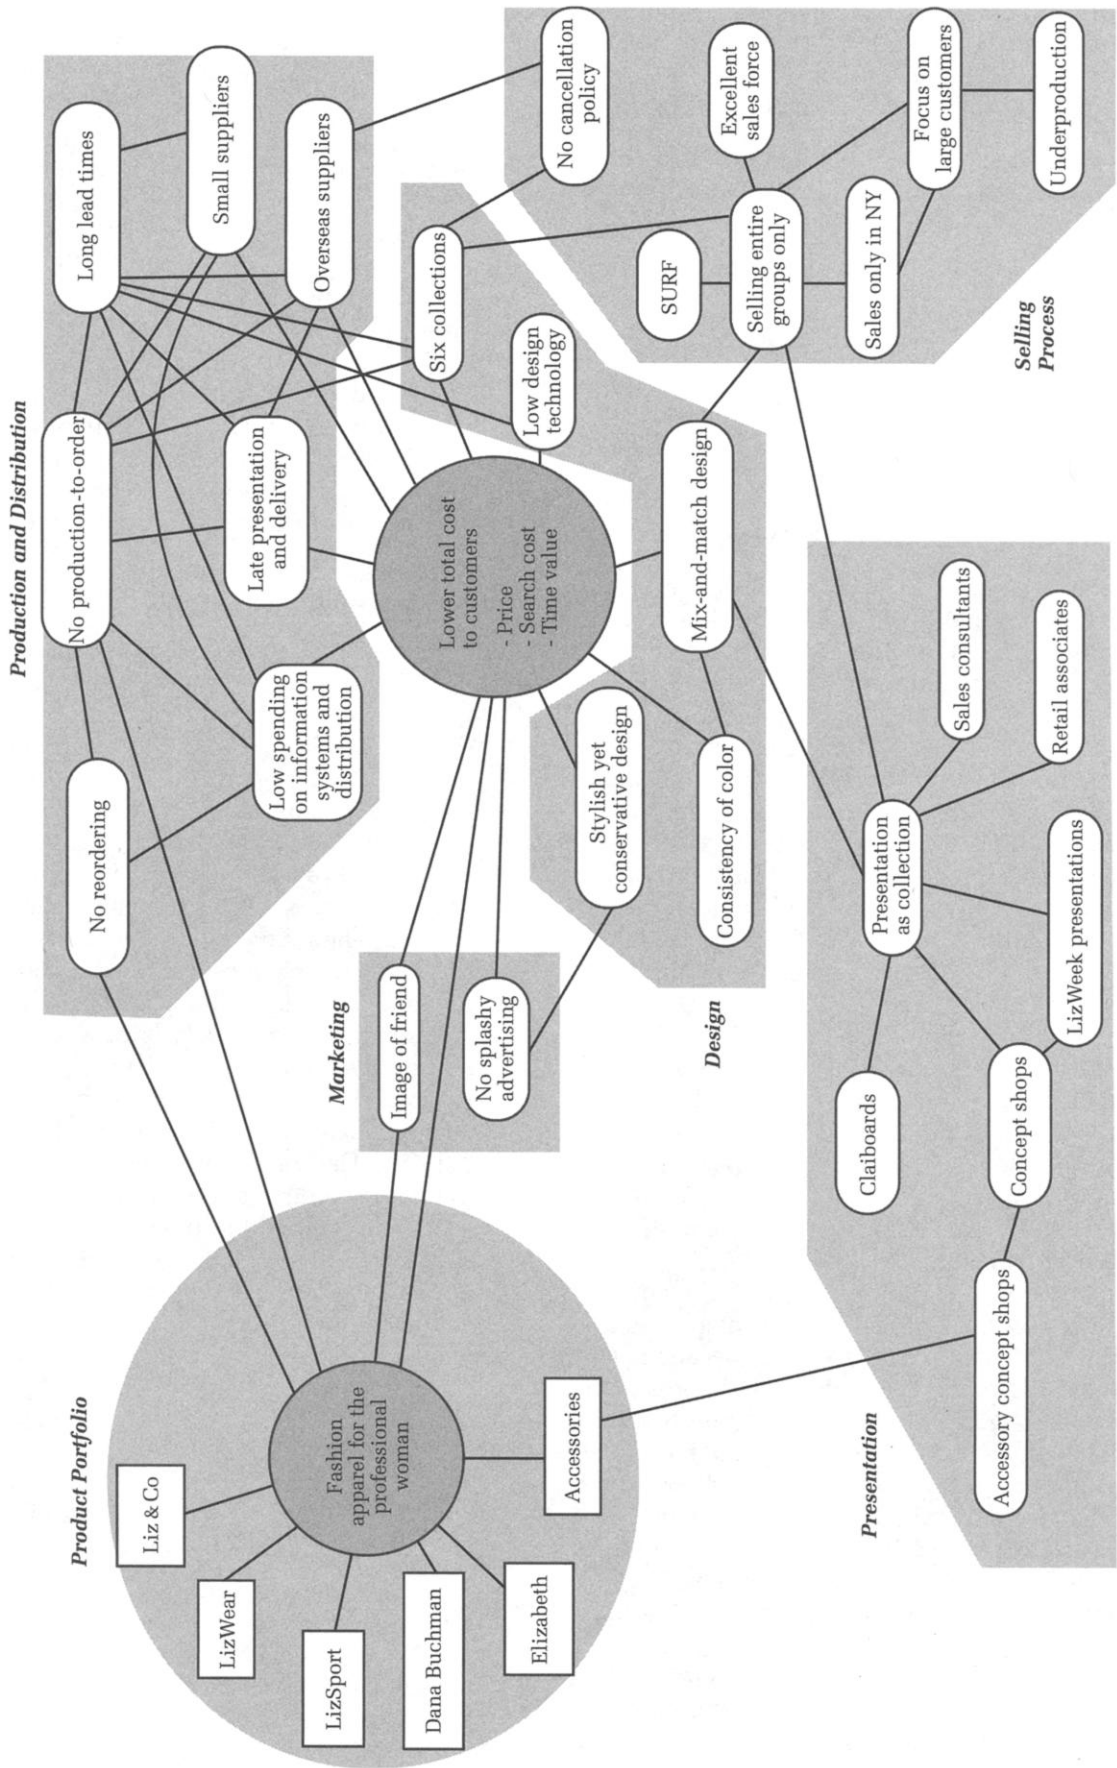 Product Portfolio
Liz & Co
LizWear
LizSport
Dana Buchman
Elizabeth
Accessories
Fashion
apparel for the
professional
woman
Production and Distribution
No reordering
No production-to-order
Long lead times
Low spending
on information
systems and
distribution
Late presentation
and delivery
Small suppliers
Overseas suppliers
Marketing
Image of friend
No splashy
advertising
Lower total cost
to customers
- Price
- Search cost
- Time value
Six collections
Low design
technology
Stylish yet
conservative design
Mix-and-match design
Consistency of color
Design
No cancellation
policy
SURF
Excellent
sales force
Selling entire
groups only
Sales only in NY
Focus on
large customers
Underproduction
Selling
Process
Presentation
Claiboards
Presentation
as collection
Sales consultants
Retail associates
LizWeek presentations
Concept shops
Accessory concept shops